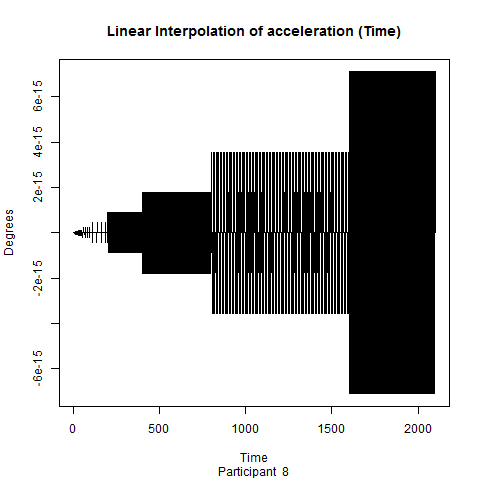 Linear Interpolation of acceleration (Time)
Degrees
6e-15
4e-15
2e-15
-2e-15
-6e-15
0
500
1000
1500
2000
Time
Participant 8